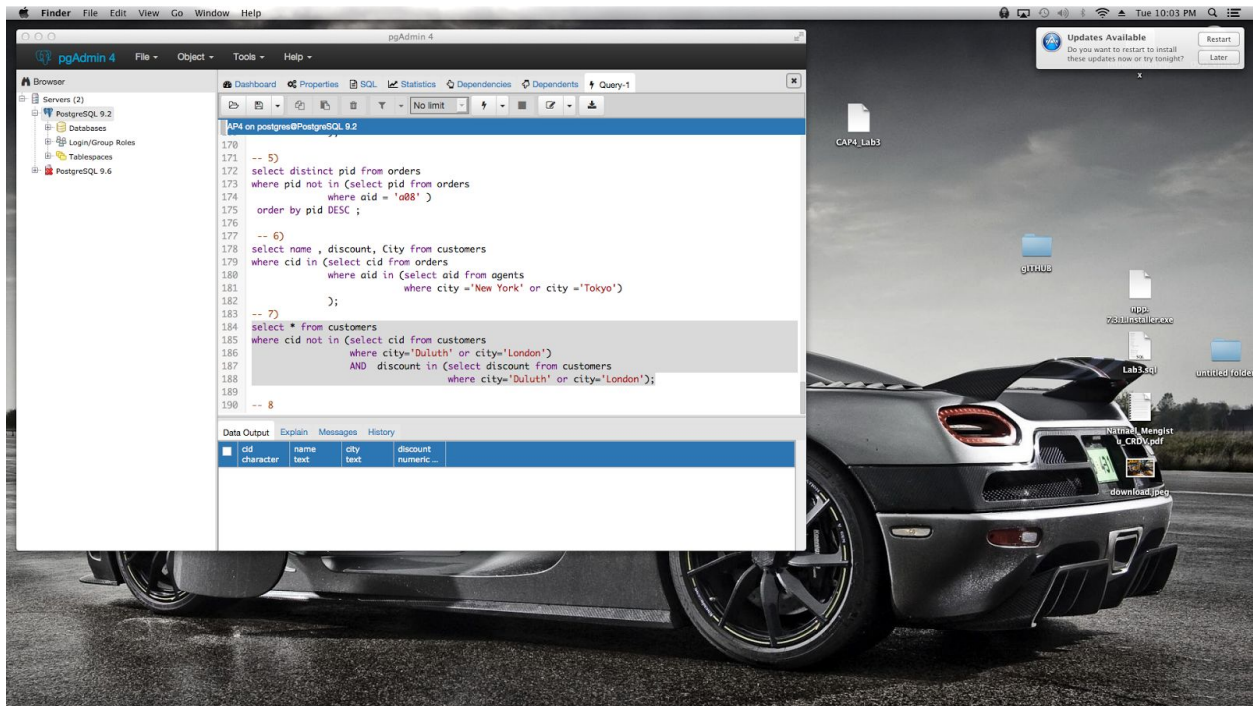 Finder File Edit View Go Window Help
Tue 10:03 PM
pgAdmin 4
pgAdmin 4 File Object Tools Help
Browser
Servers (2)
PostgreSQL 9.2
Databases
Login/Group Roles
Tablespaces
PostgreSQL 9.6
Dashboard Properties SQL Statistics Dependencies Dependents Query-1
No limit
AP4 on postgres@PostgreSQL 9.2
170
171 -- 5)
172 select distinct pid from orders
173 where pid not in (select pid from orders
174 where aid = 'a08' )
175 order by pid DESC ;
176
177 -- 6)
178 select name , discount, City from customers
179 where cid in (select cid from orders
180 where aid in (select aid from agents
181 where city ='New York' or city ='Tokyo')
182 );
183 -- 7)
184 select * from customers
185 where cid not in (select cid from customers
186 where city='Duluth' or city='London')
187 AND discount in (select discount from customers
188 where city='Duluth' or city='London');
189
190 -- 8
Data Output Explain Messages History
cid name city discount
character text text numeric ...
Updates Available
Do you want to restart to install
these updates now or try tonight?
Restart
Later
x
CAP4_Lab3
gITHUB
npp.
7.3.1.Installer.exe
SQL
Lab3.sql
untitled folde
Natnael_Mengist
u_CRDV.pdf
download.jpeg